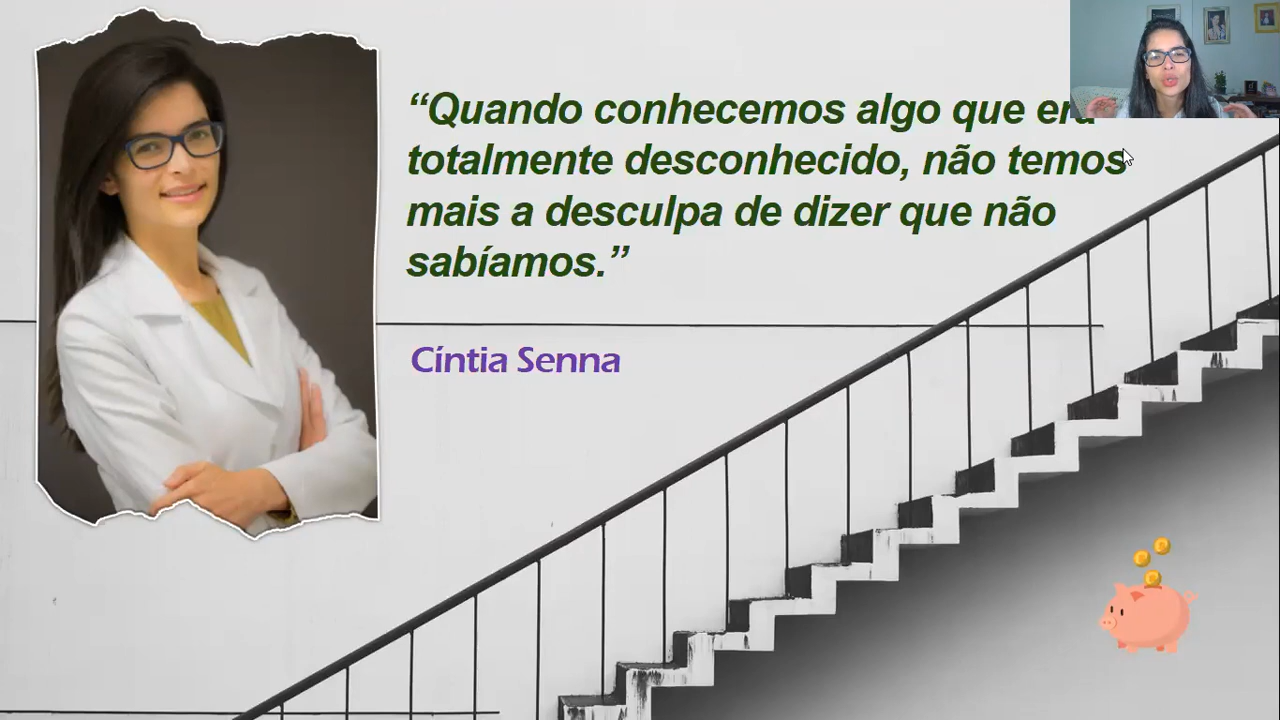 “Quando conhecemos algo que era
totalmente desconhecido, não temos
mais a desculpa de dizer que não
sabíamos.”
Cíntia Senna